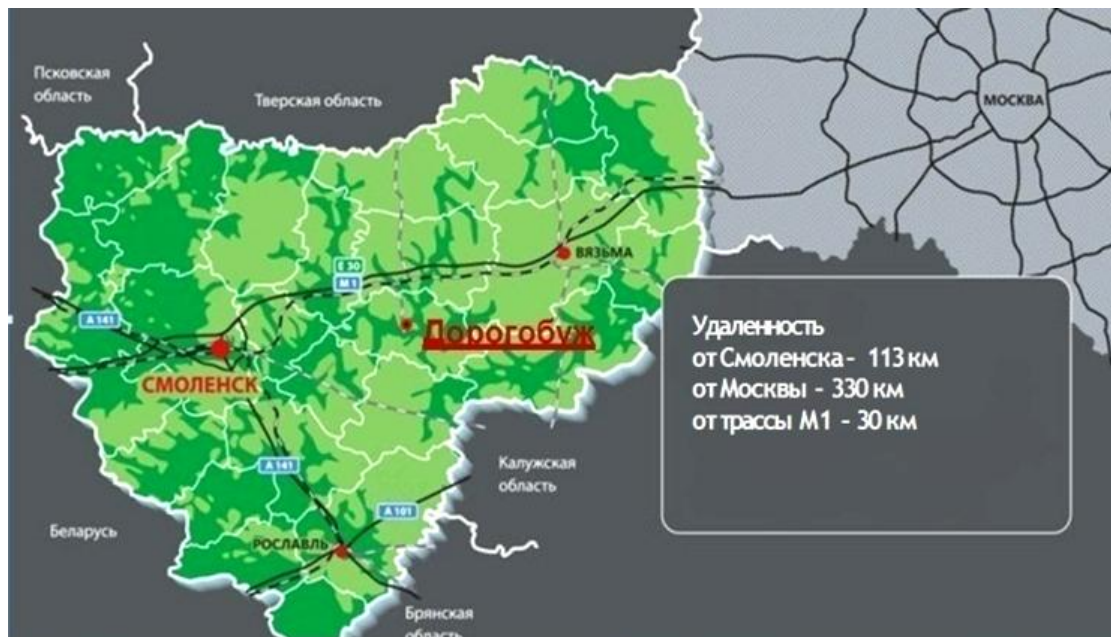 Псковская
область
Тверская область
МОСКВА
ВЯЗЬМА
E 30
М 1
А 141
Дорогобуж
СМОЛЕНСК
Удаленность
от Смоленска - 113 км
от Москвы - 330 км
от трассы М1 - 30 км
А 141
Калужская
область
А 101
Беларусь
РОСЛАВЛЬ
Брянская
область